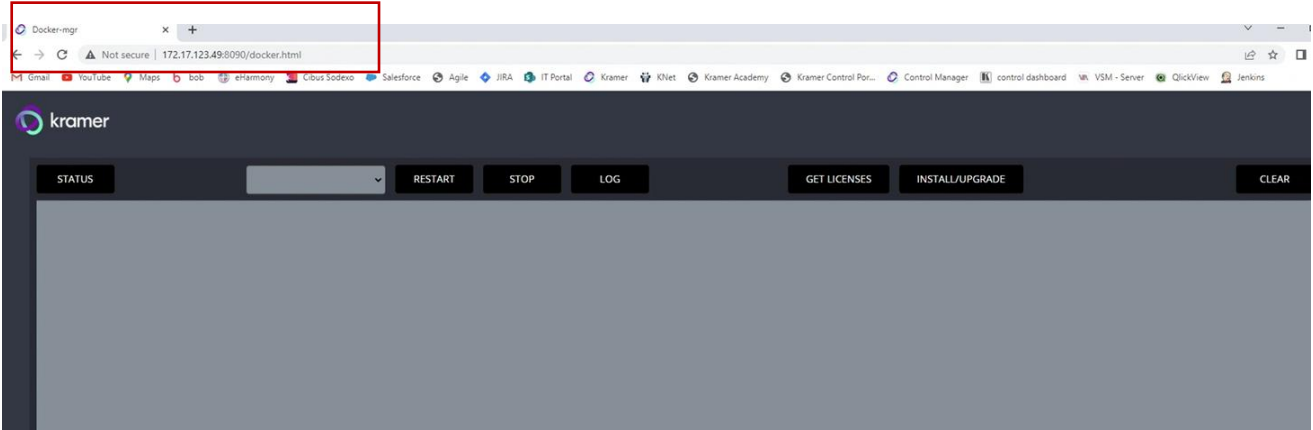 Docker-mgr
Not secure | 172.17.123.49:8090/docker.html
Gmail YouTube Maps bob eHarmony Cibus Sodexo Salesforce Agile JIRA IT Portal Kramer KNet Kramer Academy Kramer Control Por... Control Manager control dashboard VSM - Server QlickView Jenkins
kramer
STATUS RESTART STOP LOG GET LICENSES INSTALL/UPGRADE CLEAR